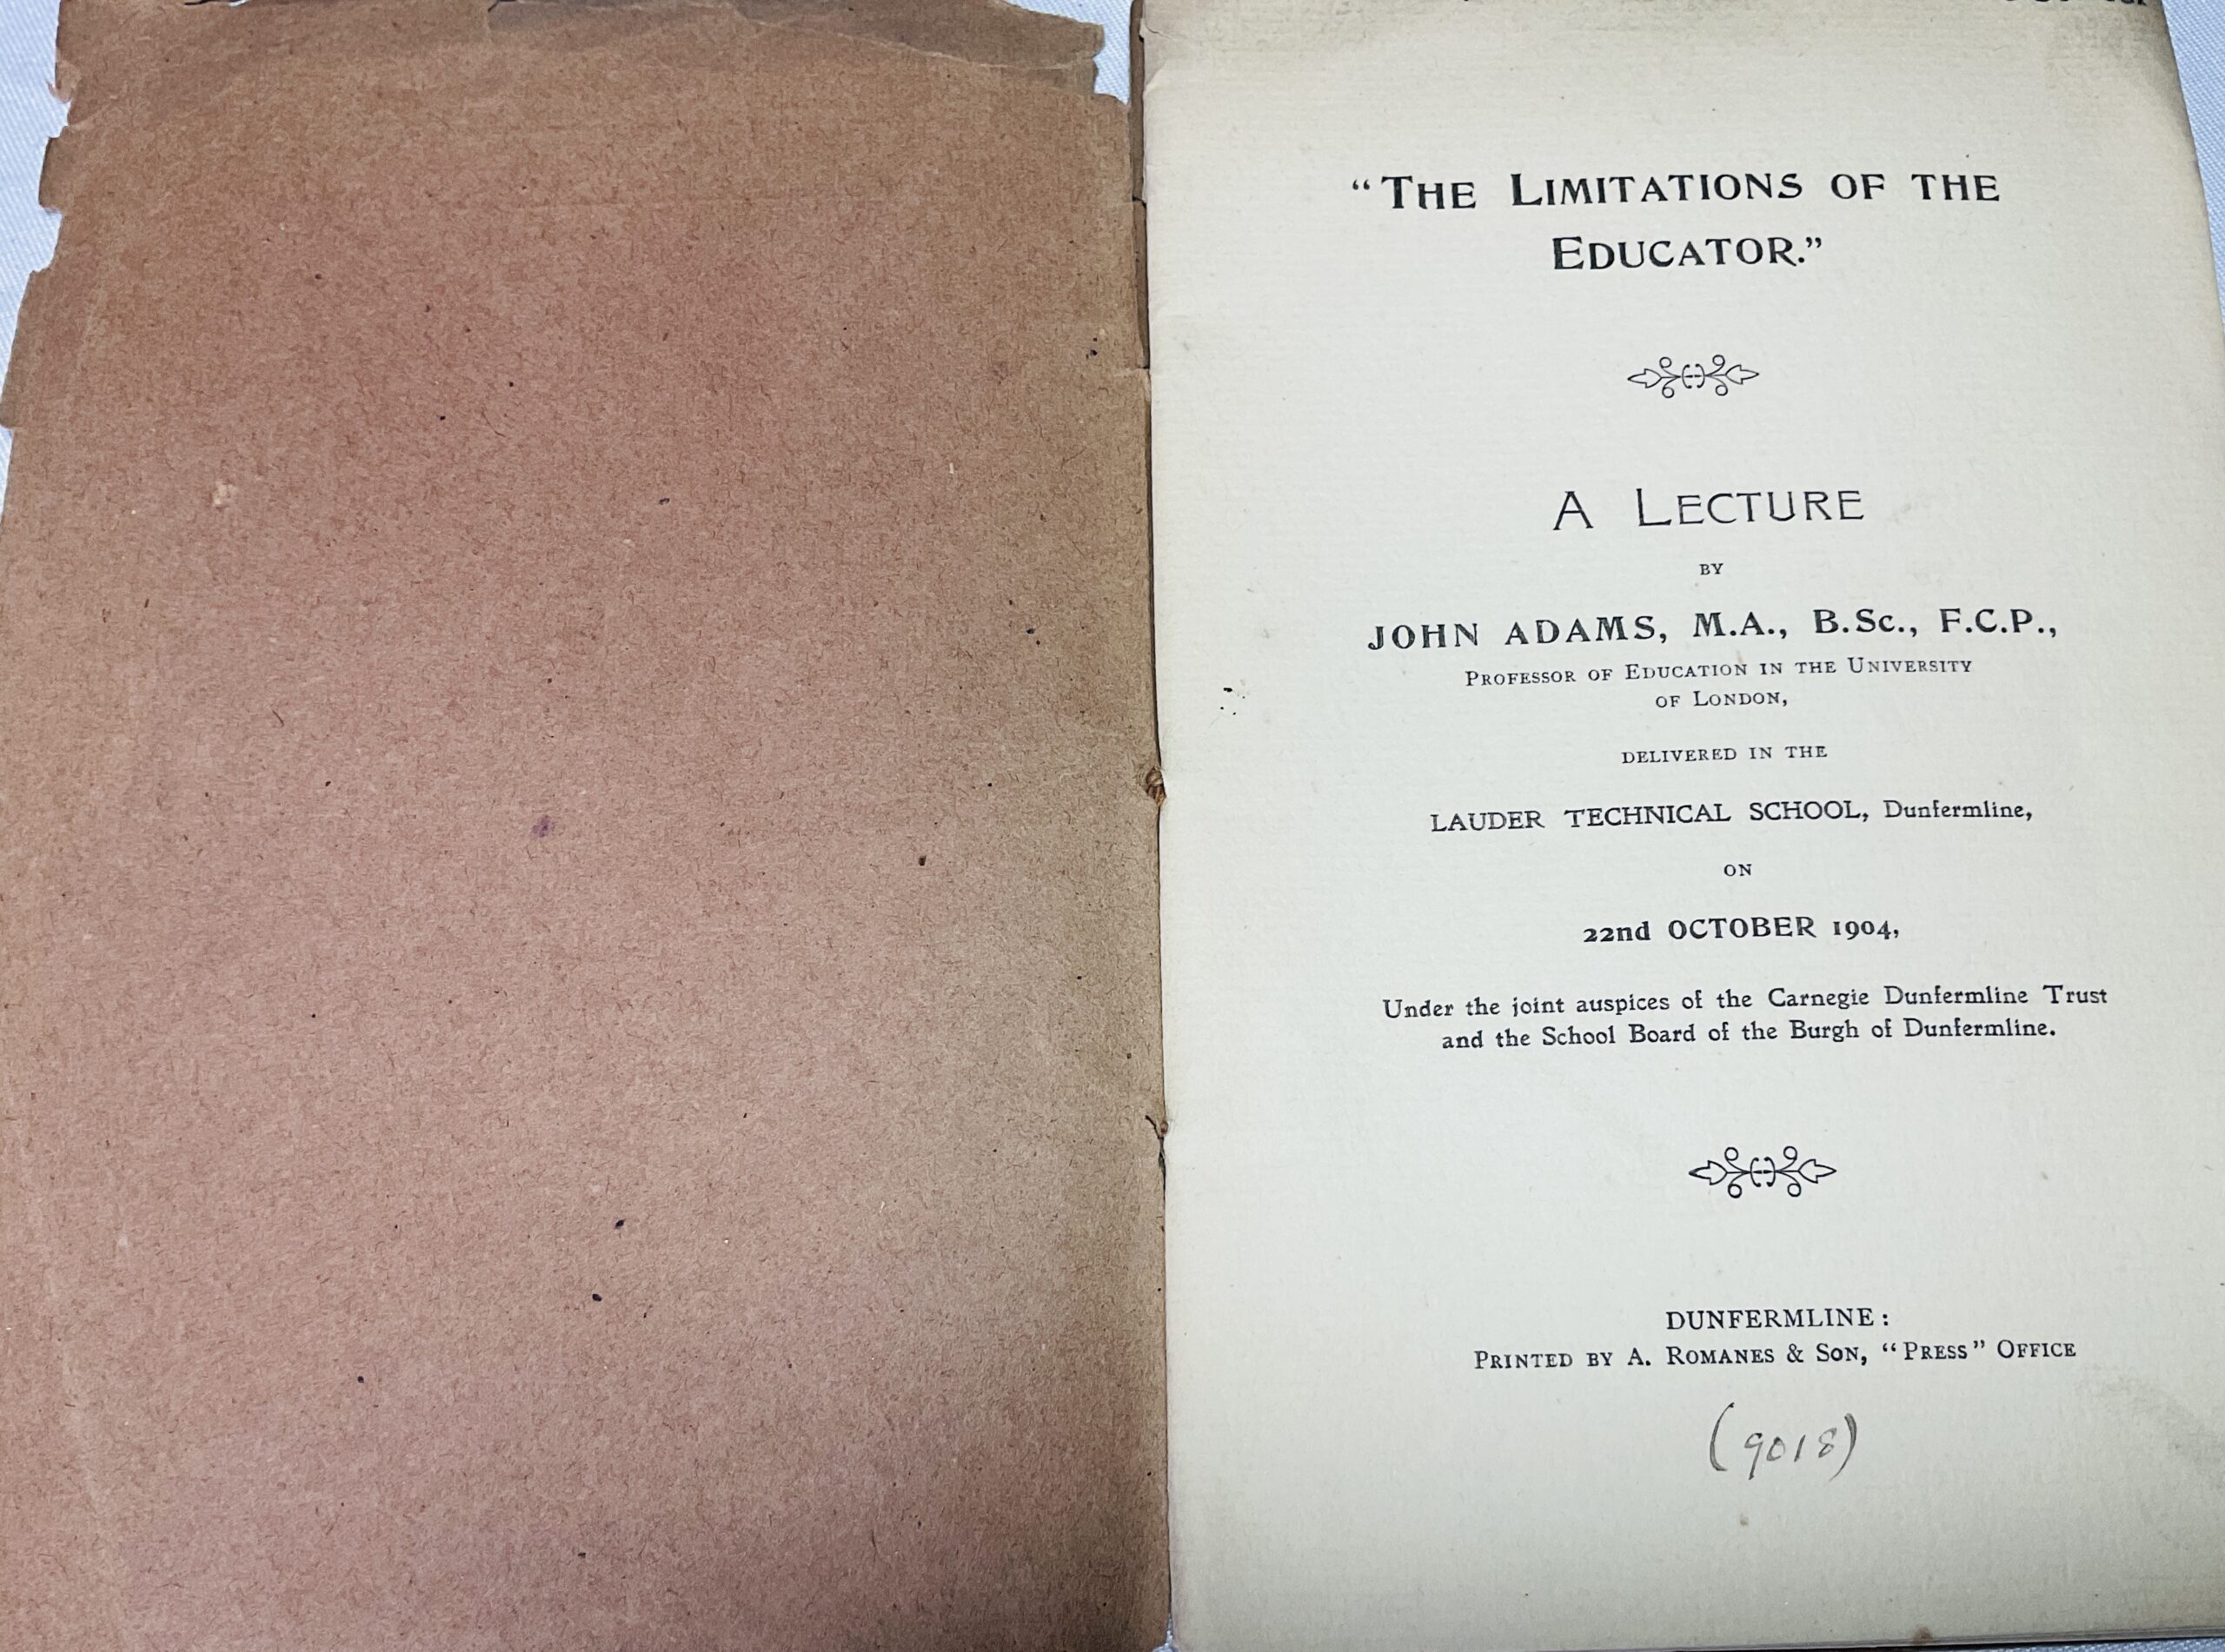 “The Limitations of the
Educator.”
A Lecture
BY
JOHN ADAMS, M.A., B.Sc., F.C.P.,
Professor of Education in the University
of London,
DELIVERED IN THE
LAUDER TECHNICAL SCHOOL, Dunfermline,
ON
22nd OCTOBER 1904,
Under the joint auspices of the Carnegie Dunfermline Trust
and the School Board of the Burgh of Dunfermline.
DUNFERMLINE:
Printed by A. Romanes & Son, “Press” Office
(9018)